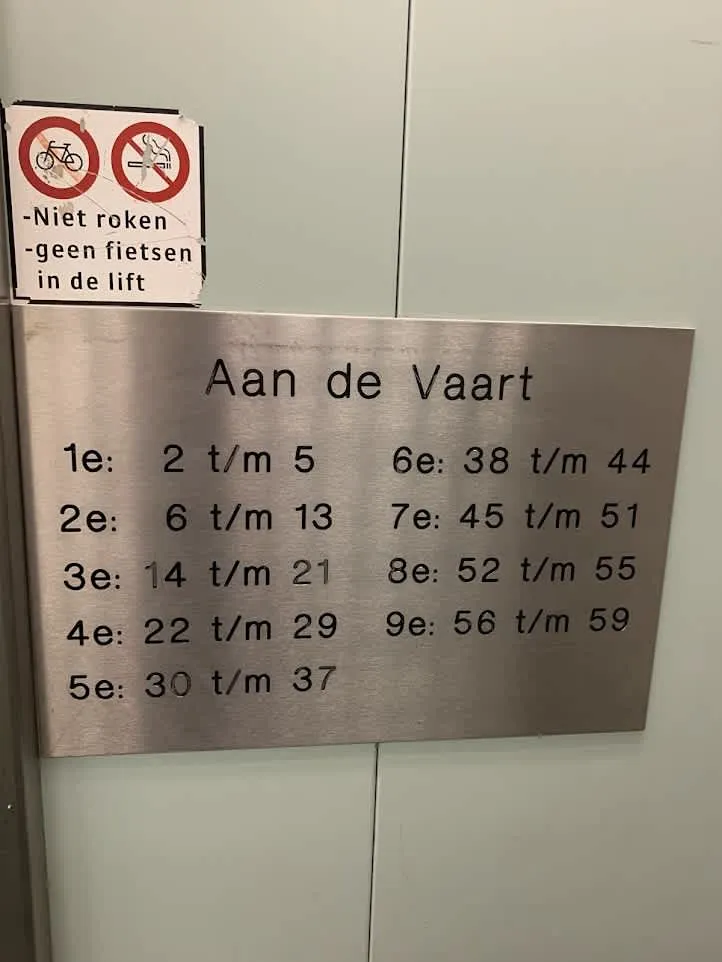 -Niet roken
-geen fietsen
in de lift
Aan de Vaart
1e: 2 t/m 5
2e: 6 t/m 13
3e: 14 t/m 21
4e: 22 t/m 29
5e: 30 t/m 37
6e: 38 t/m 44
7e: 45 t/m 51
8e: 52 t/m 55
9e: 56 t/m 59